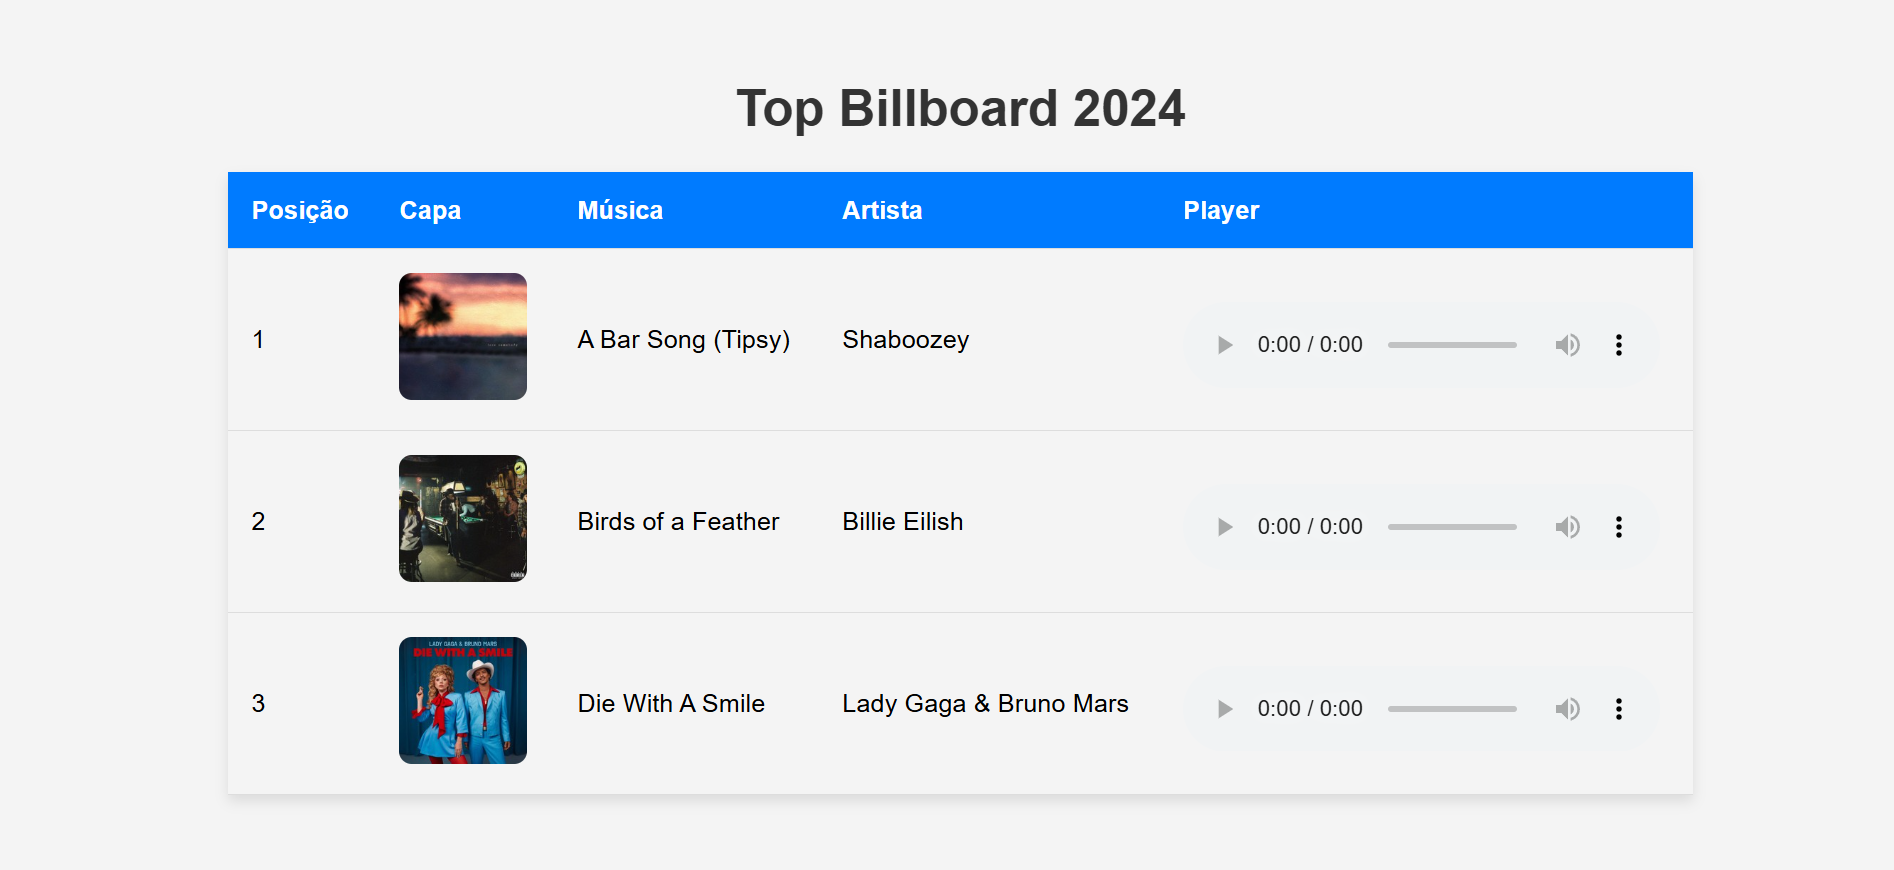 Top Billboard 2024
Posição Capa Música Artista Player
1 A Bar Song (Tipsy) Shaboozey 0:00 / 0:00
2 Birds of a Feather Billie Eilish 0:00 / 0:00
LADY GAGA & BRUNO MARS
DIE WITH A SMILE
3 Die With A Smile Lady Gaga & Bruno Mars 0:00 / 0:00